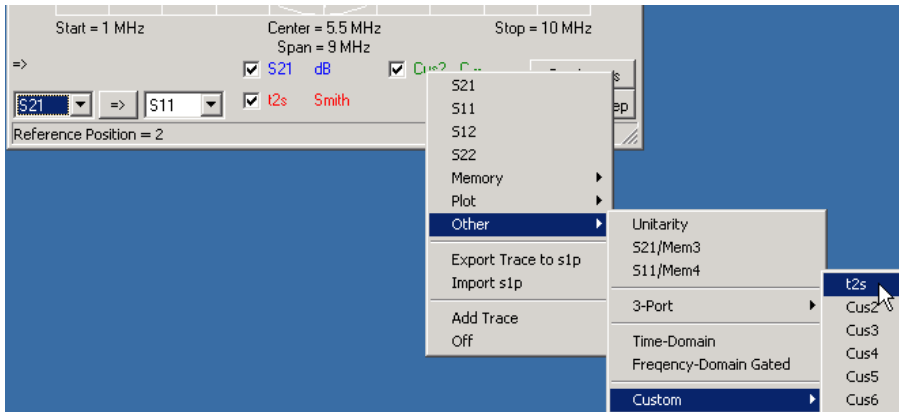 Start = 1 MHz Center = 5.5 MHz Stop = 10 MHz
Span = 9 MHz
=>
S21 dB Cus2
S21 => S11 t2s Smith
Reference Position = 2
S21
S11
S12
S22
Memory
Plot
Other
Export Trace to s1p
Import s1p
Add Trace
Off
Unitarity
S21/Mem3
S11/Mem4
3-Port
Time-Domain
Freqency-Domain Gated
Custom
t2s
Cus2
Cus3
Cus4
Cus5
Cus6